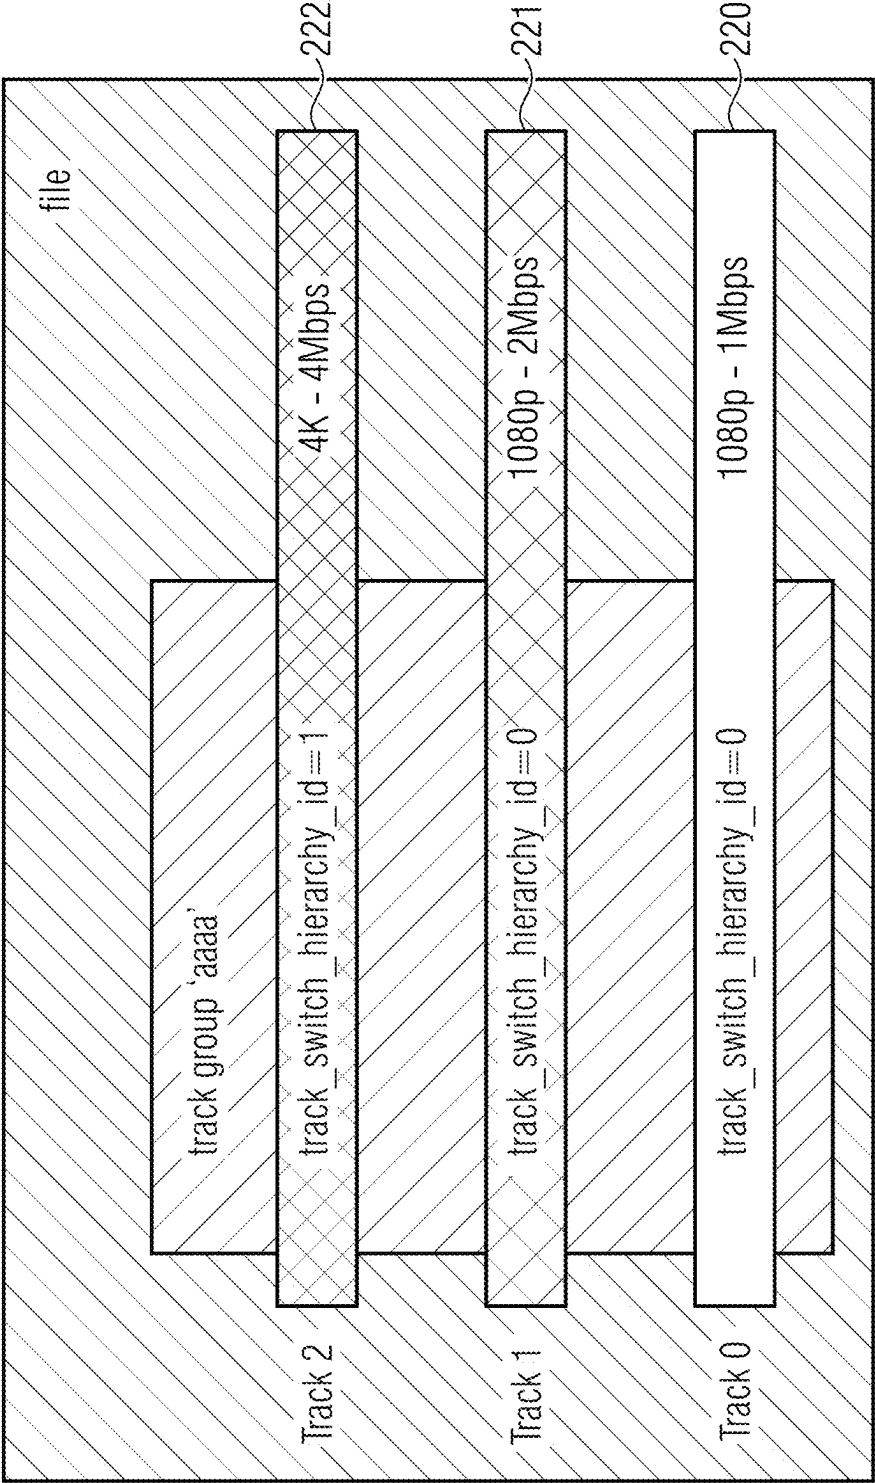 file
track group ‘aaaa’
Track 2
track_switch_hierarchy_id=1
4K - 4Mbps
222
Track 1
track_switch_hierarchy_id=0
1080p - 2Mbps
221
Track 0
track_switch_hierarchy_id=0
1080p - 1Mbps
220